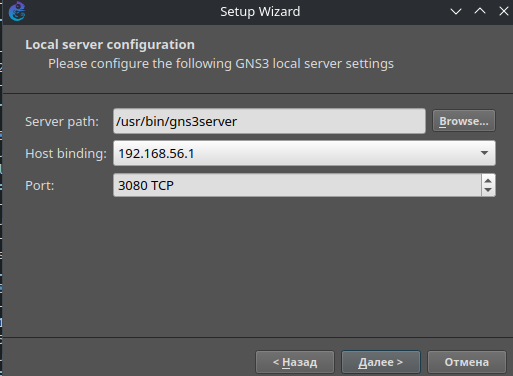 Setup Wizard
Local server configuration
Please configure the following GNS3 local server settings
Server path: /usr/bin/gns3server Browse...
Host binding: 192.168.56.1
Port: 3080 TCP
< Назад Далее > Отмена